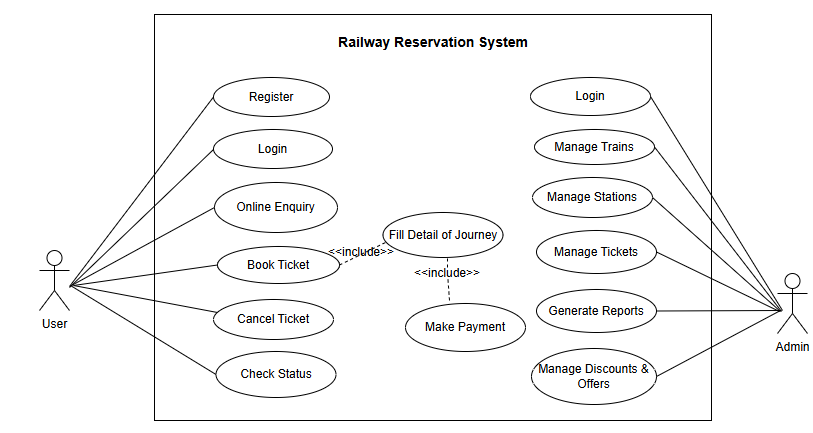 Railway Reservation System
Register
Login
Online Enquiry
Book Ticket
Cancel Ticket
Check Status
<<include>>
Fill Detail of Journey
<<include>>
Make Payment
Login
Manage Trains
Manage Stations
Manage Tickets
Generate Reports
Manage Discounts &
Offers
User
Admin